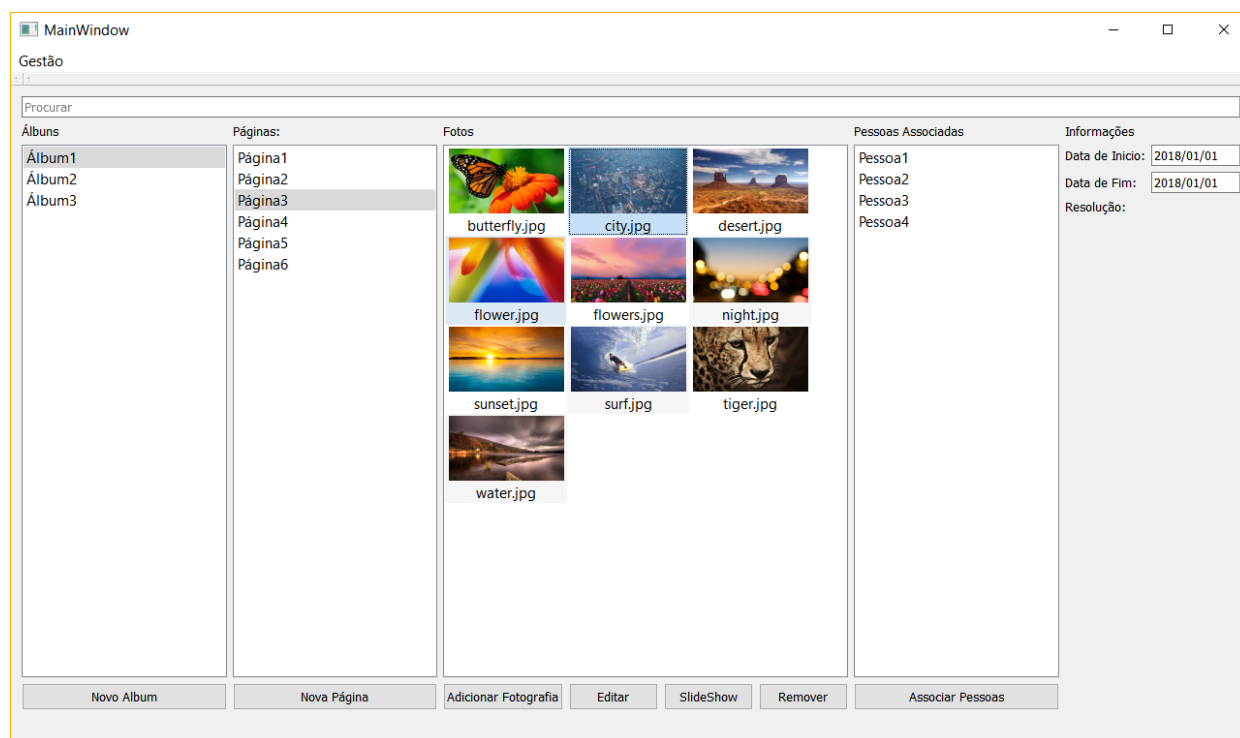 MainWindow
Gestão
Procurar
Álbuns
Páginas:
Fotos
Pessoas Associadas
Informações
Álbum1
Álbum2
Álbum3
Página1
Página2
Página3
Página4
Página5
Página6
butterfly.jpg
city.jpg
desert.jpg
flower.jpg
flowers.jpg
night.jpg
sunset.jpg
surf.jpg
tiger.jpg
water.jpg
Pessoa1
Pessoa2
Pessoa3
Pessoa4
Data de Inicio: 2018/01/01
Data de Fim: 2018/01/01
Resolução:
Novo Album
Nova Página
Adicionar Fotografia
Editar
SlideShow
Remover
Associar Pessoas